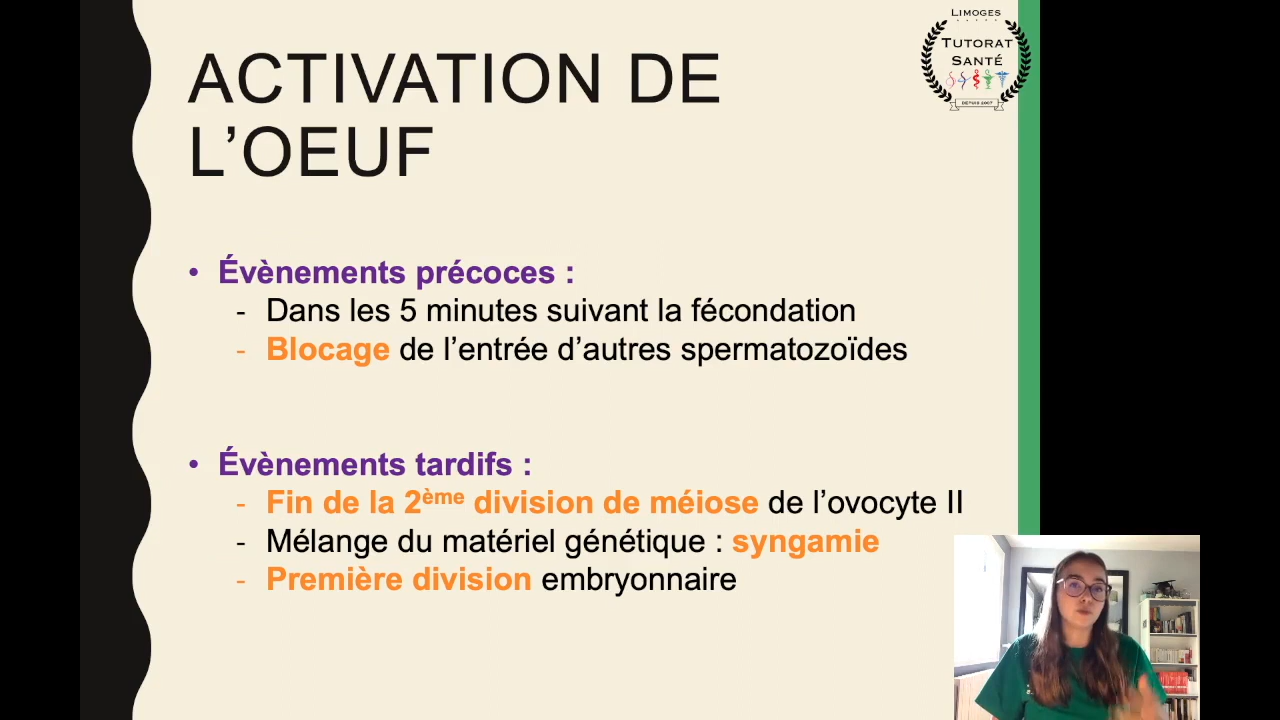 LIMOGES
TUTORAT
SANTÉ
DEPUIS 2007
ACTIVATION DE
L’OEUF
• Évènements précoces :
- Dans les 5 minutes suivant la fécondation
- Blocage de l’entrée d’autres spermatozoïdes
• Évènements tardifs :
- Fin de la 2ème division de méiose de l’ovocyte II
- Mélange du matériel génétique : syngamie
- Première division embryonnaire